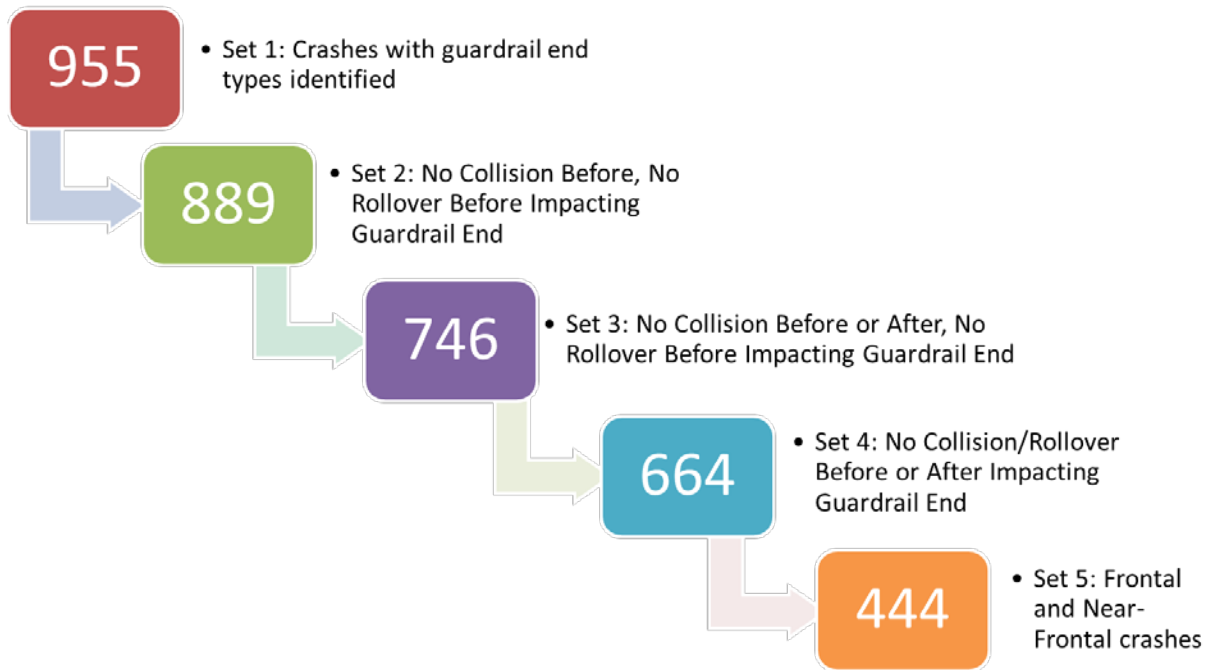 955
• Set 1: Crashes with guardrail end
types identified
889
• Set 2: No Collision Before, No
Rollover Before Impacting
Guardrail End
746
• Set 3: No Collision Before or After, No
Rollover Before Impacting Guardrail End
664
• Set 4: No Collision/Rollover
Before or After Impacting
Guardrail End
444
• Set 5: Frontal
and Near-
Frontal crashes